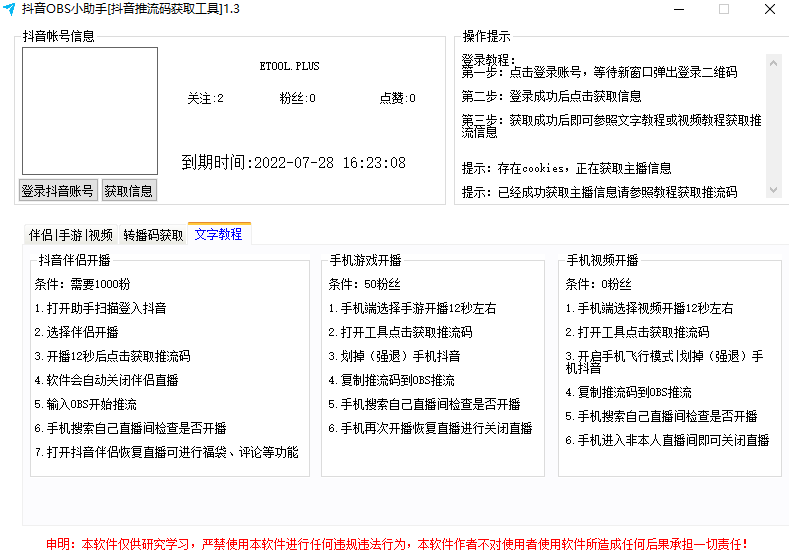 抖音OBS小助手[抖音推流码获取工具]1.3
抖音账号信息
ETOOL.PLUS
关注:2
粉丝:0
点赞:0
到期时间:2022-07-28 16:23:08
登录抖音账号
获取信息
操作提示
登录教程:
第一步: 点击登录账号，等待新窗口弹出登录二维码
第二步: 登录成功后点击获取信息
第三步: 获取成功后即可参照文字教程或视频教程获取推
流信息
提示: 存在cookies，正在获取主播信息
提示: 已经成功获取主播信息请参照教程获取推流码
伴侣|手游|视频
转播码获取
文字教程
抖音伴侣开播
条件: 需要1000粉
1.打开助手扫描登入抖音
2.选择伴侣开播
3.开播12秒后点击获取推流码
4.软件会自动关闭伴侣直播
5.输入OBS开始推流
6.手机搜索自己直播间检查是否开播
7.打开抖音伴侣恢复直播可进行福袋、评论等功能
手机游戏开播
条件: 50粉丝
1.手机端选择手游开播12秒左右
2.打开工具点击获取推流码
3.划掉（强退）手机抖音
4.复制推流码到OBS推流
5.手机搜索自己直播间检查是否开播
6.手机再次开播恢复直播进行关闭直播
手机视频开播
条件: 0粉丝
1.手机端选择视频开播12秒左右
2.打开工具点击获取推流码
3.开启手机飞行模式|划掉（强退）手
机抖音
4.复制推流码到OBS推流
5.手机搜索自己直播间检查是否开播
6.手机进入非本人直播间即可关闭直播
申明: 本软件仅供研究学习，严禁使用本软件进行任何违规违法行为，本软件作者不对使用者使用软件所造成任何后果承担一切责任!